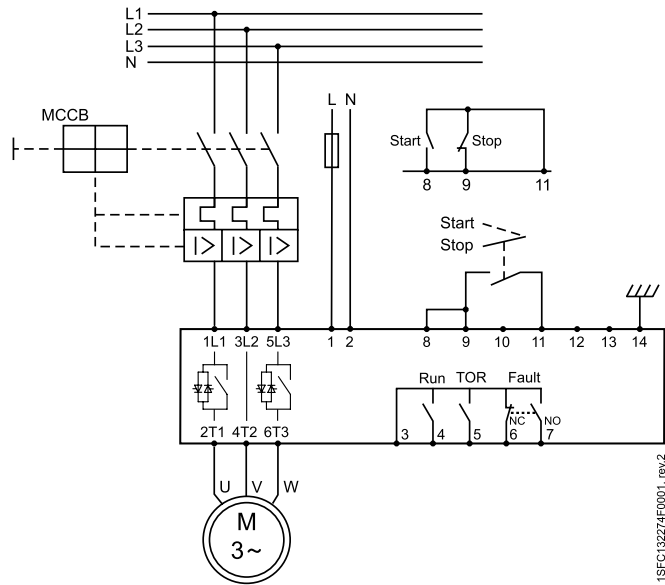 L1
L2
L3
N
MCCB
L N
Start Stop
8 9 11
Start
Stop
1L1 3L2 5L3 1 2 8 9 10 11 12 13 14
Run TOR Fault
NC NO
2T1 4T2 6T3 3 4 5 6 7
U V W
M
3~
1SFC132274F0001, rev.2